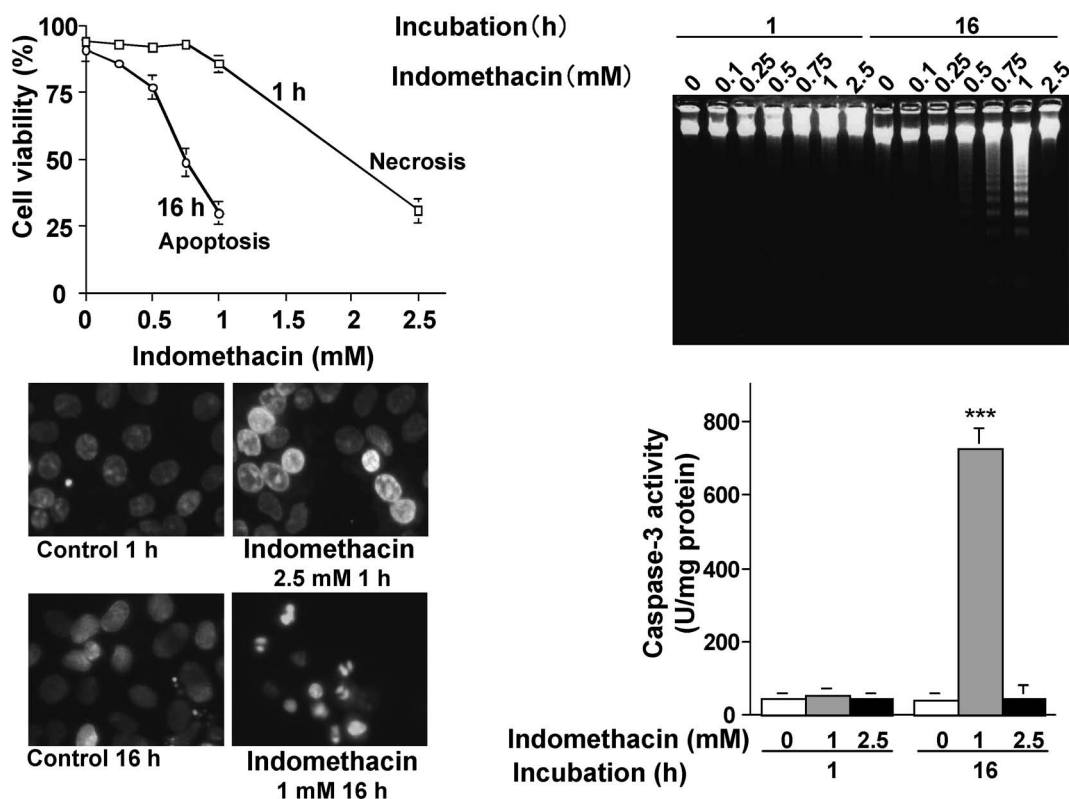 Cell viability (%)
100
75
50
25
0
0 0.5 1 1.5 2 2.5
Indomethacin (mM)
1 h
Necrosis
16 h
Apoptosis
Incubation (h)
1 16
Indomethacin (mM)
0 0.1 0.25 0.5 0.75 1 2.5 0 0.1 0.25 0.5 0.75 1 2.5
Control 1 h
Indomethacin
2.5 mM 1 h
Control 16 h
Indomethacin
1 mM 16 h
Caspase-3 activity
(U/mg protein)
800
600
400
200
0
***
Indomethacin (mM) 0 1 2.5 0 1 2.5
Incubation (h) 1 16